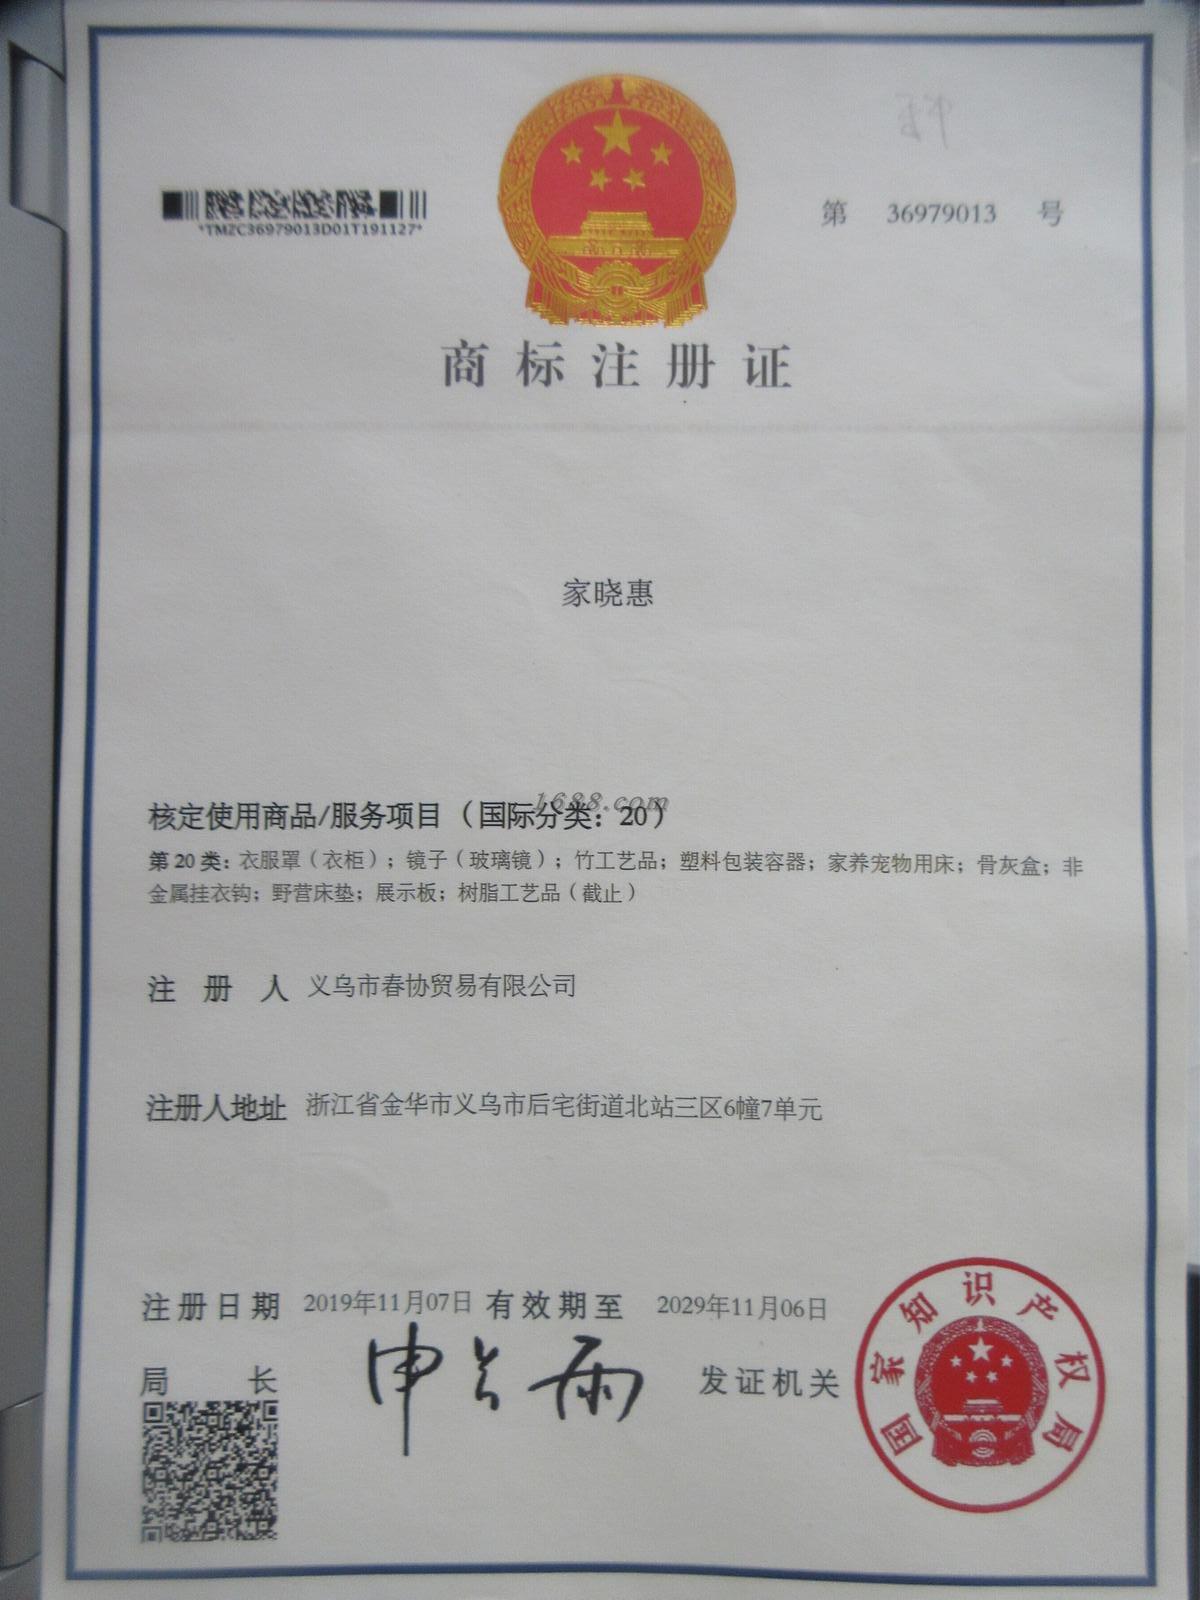 *TMZC36979013D01T191127*
第 36979013 号
商标注册证
家晓惠
1688.com
核定使用商品/服务项目（国际分类：20）
第20类：衣服罩（衣柜）；镜子（玻璃镜）；竹工艺品；塑料包装容器；家养宠物用床；骨灰盒；非
金属挂衣钩；野营床垫；展示板；树脂工艺品（截止）
注册人 义乌市春协贸易有限公司
注册人地址 浙江省金华市义乌市后宅街道北站三区6幢7单元
注册日期 2019年11月07日 有效期至 2029年11月06日
局长 申长雨 发证机关
国家知识产权局